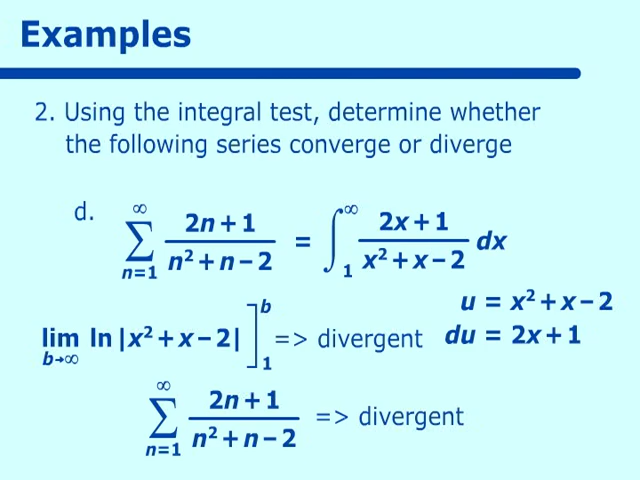 Examples
2. Using the integral test, determine whether
the following series converge or diverge
d. ∞ ∑ n=1 (2n+1)/(n²+n−2) = ∫₁^∞ (2x+1)/(x²+x−2) dx
u = x²+x−2
lim b→∞ ln|x²+x−2| ]₁^b => divergent du = 2x+1
∞ ∑ n=1 (2n+1)/(n²+n−2) => divergent